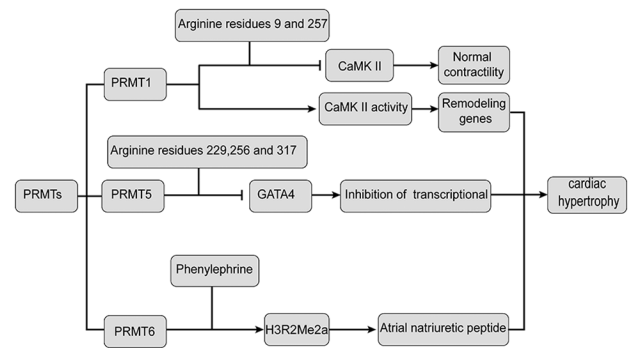 Arginine residues 9 and 257
CaMK II
Normal
contractility
PRMT1
CaMK II activity
Remodeling
genes
Arginine residues 229,256 and 317
PRMTs
PRMT5
GATA4
Inhibition of transcriptional
cardiac
hypertrophy
Phenylephrine
PRMT6
H3R2Me2a
Atrial natriuretic peptide